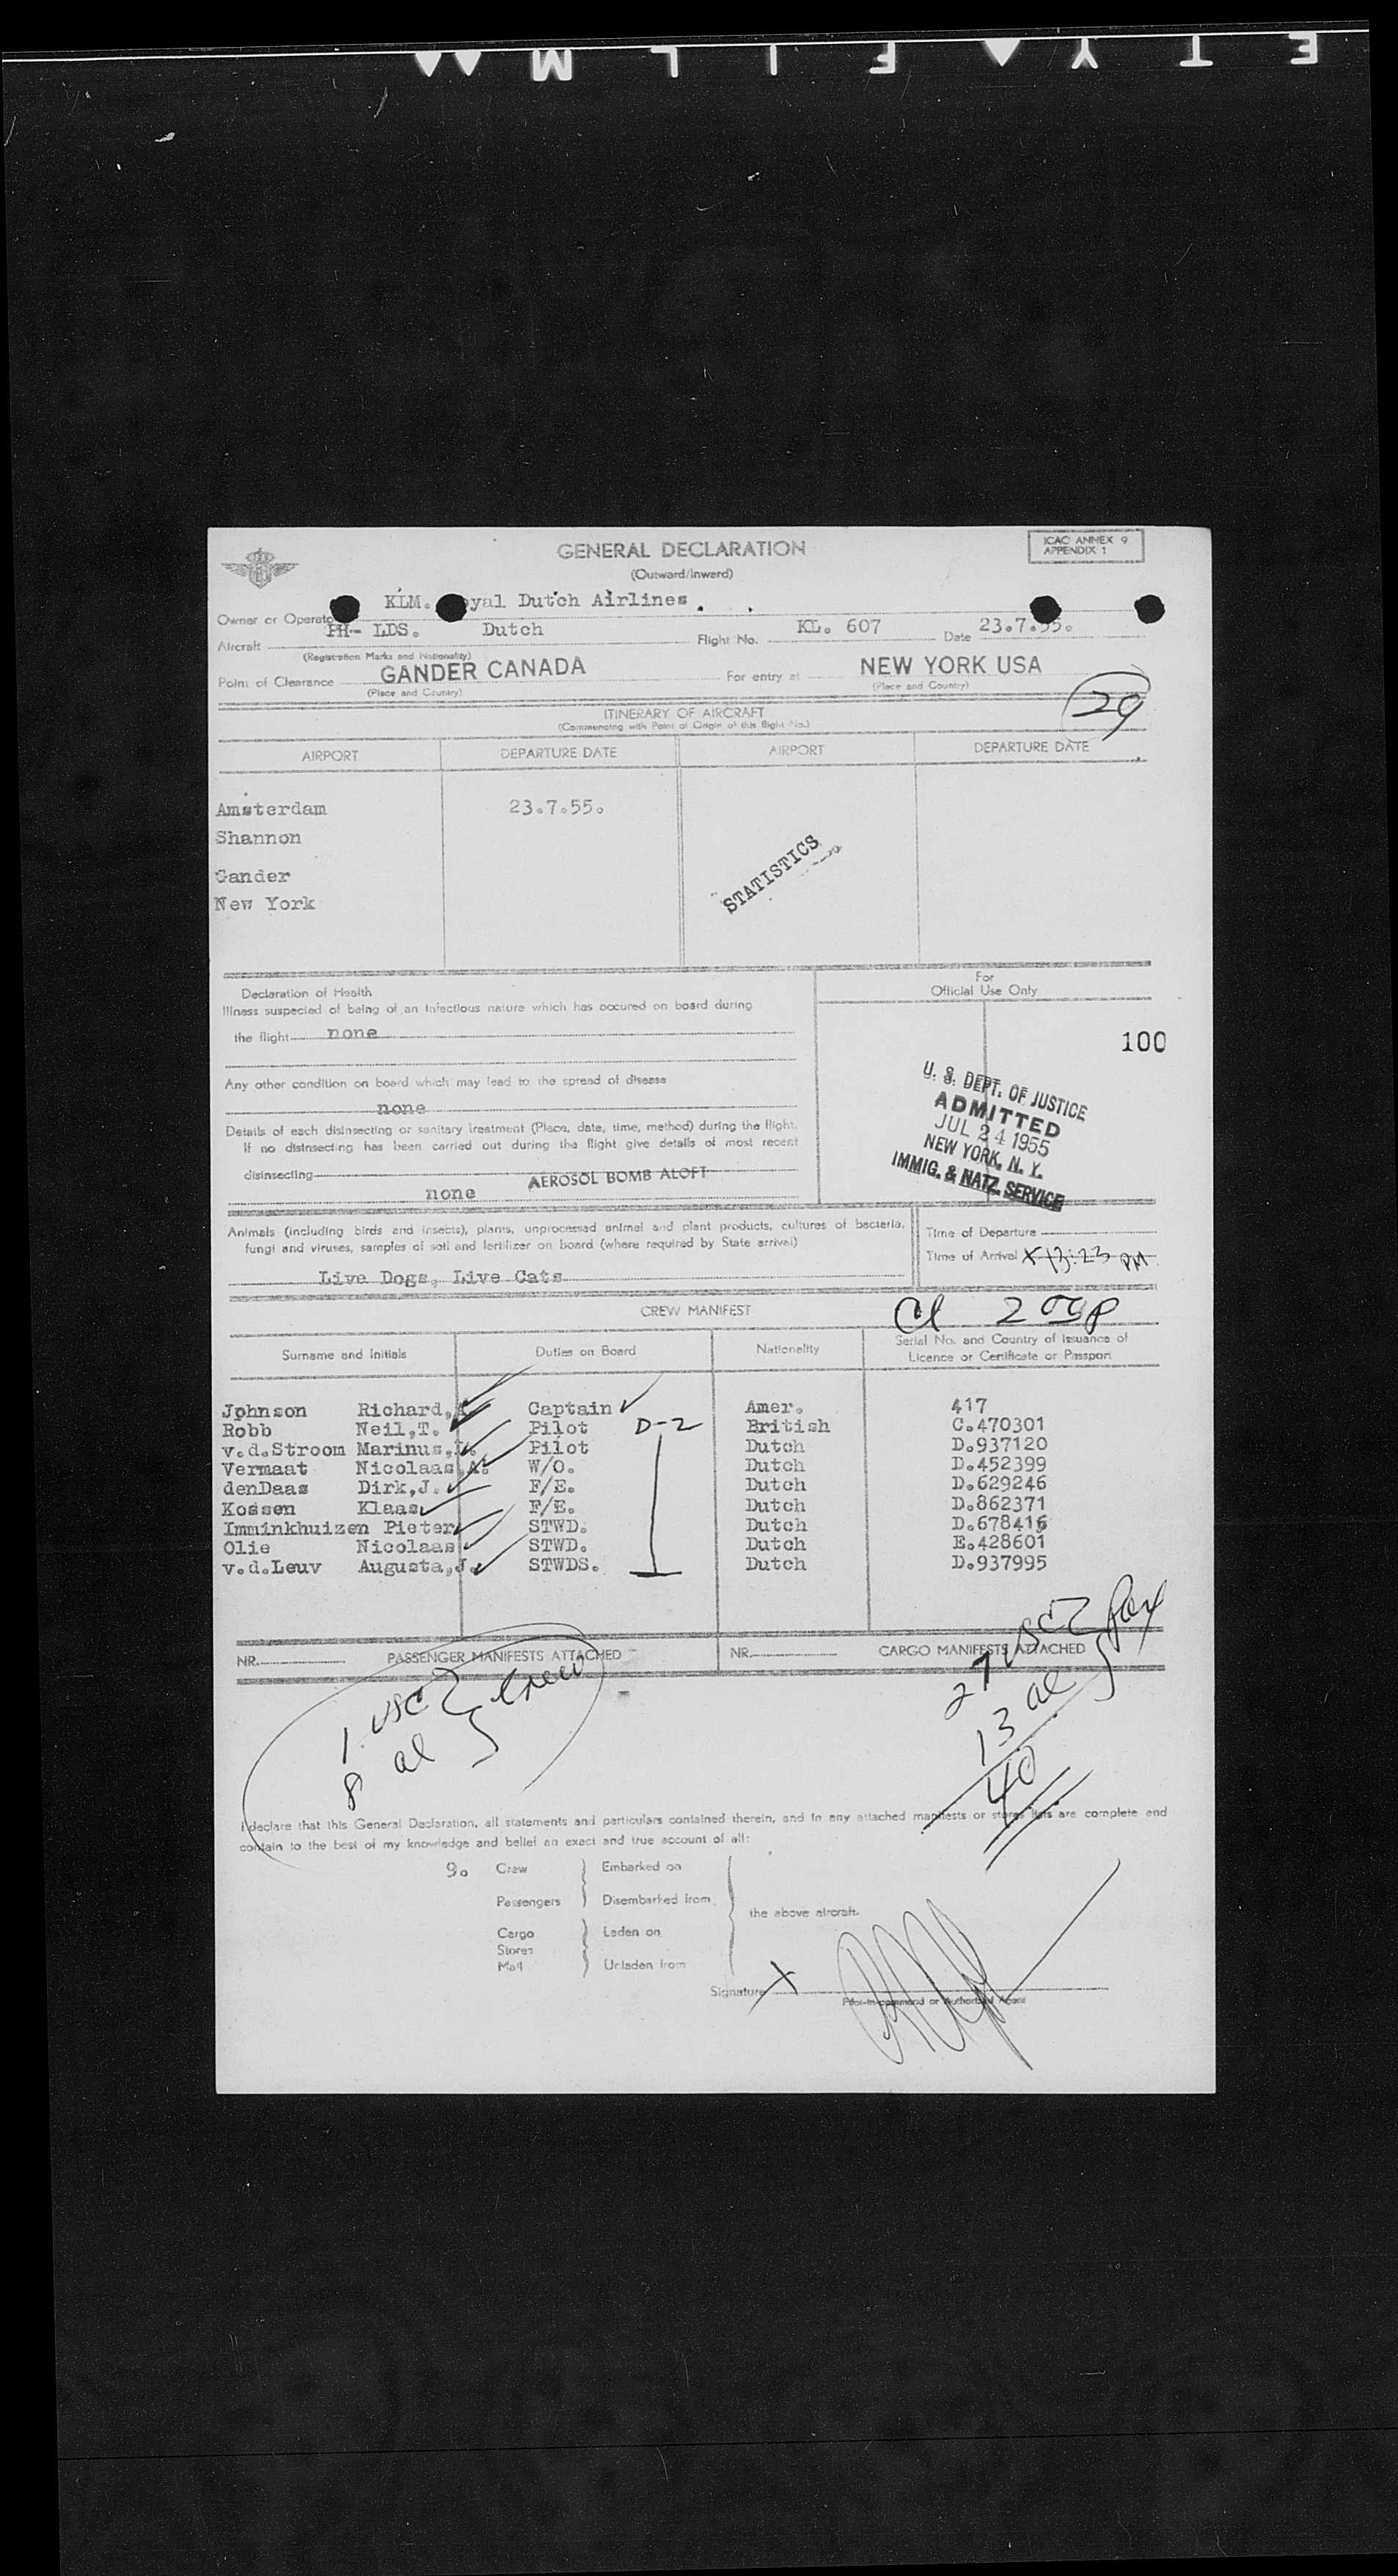 SAFETY FILM
GENERAL DECLARATION
(Outward/Inward)
ICAO ANNEX 9
APPENDIX 1
Owner or Operator KLM. Royal Dutch Airlines.
Aircraft PH- LDS. Dutch Flight No. KL. 607 Date 23.7.55.
(Registration Marks and Nationality)
Point of Clearance GANDER CANADA For entry at NEW YORK USA
(Place and Country) (Place and Country)
29
ITINERARY OF AIRCRAFT
(Commencing with Point of Origin of this flight No.)
AIRPORT DEPARTURE DATE AIRPORT DEPARTURE DATE
Amsterdam 23.7.55.
Shannon
Gander
New York
STATISTICS
Declaration of Health
Illness suspected of being of an infectious nature which has occured on board during
the flight none
Any other condition on board which may lead to the spread of disease
none
Details of each disinsecting or sanitary treatment (Place, date, time, method) during the flight.
If no disinsecting has been carried out during the flight give details of most recent
disinsecting AEROSOL BOMB ALOFT
none
For
Official Use Only
100
U. S. DEPT. OF JUSTICE
ADMITTED
JUL 24 1955
NEW YORK, N. Y.
IMMIG. & NATZ. SERVICE
Animals (including birds and insects), plants, unprocessed animal and plant products, cultures of bacteria,
fungi and viruses, samples of soil and fertilizer on board (where required by State arrival)
Live Dogs, Live Cats
Time of Departure
Time of Arrival 13:23 PM
CREW MANIFEST
Surname and Initials Duties on Board Nationality Serial No. and Country of Issuance of
Licence or Certificate or Passport
Johnson Richard,A. Captain Amer. 417
Robb Neil,T. Pilot D-2 British C.470301
v.d.Stroom Marinus, Pilot Dutch D.937120
Vermaat Nicolaas,A. W/O. Dutch D.452399
denDaas Dirk,J. F/E. Dutch D.629246
Kossen Klaas F/E. Dutch D.862371
Imminkhuizen Pieter STWD. Dutch D.678416
Olie Nicolaas STWD. Dutch E.428601
v.d.Leuv Augusta,J. STWDS. Dutch D.937995
NR. PASSENGER MANIFESTS ATTACHED NR. CARGO MANIFESTS ATTACHED
1 usc
8 al
Crew
27 usc
13 al
Pax
40
I declare that this General Declaration, all statements and particulars contained therein, and in any attached manifests or stores lists are complete and
contain to the best of my knowledge and belief an exact and true account of all:
9. Crew Embarked on
Passengers Disembarked from
the above aircraft.
Cargo Laden on
Stores
Mail Unladen from
Signature X
Pilot-in-command or Authorized Agent